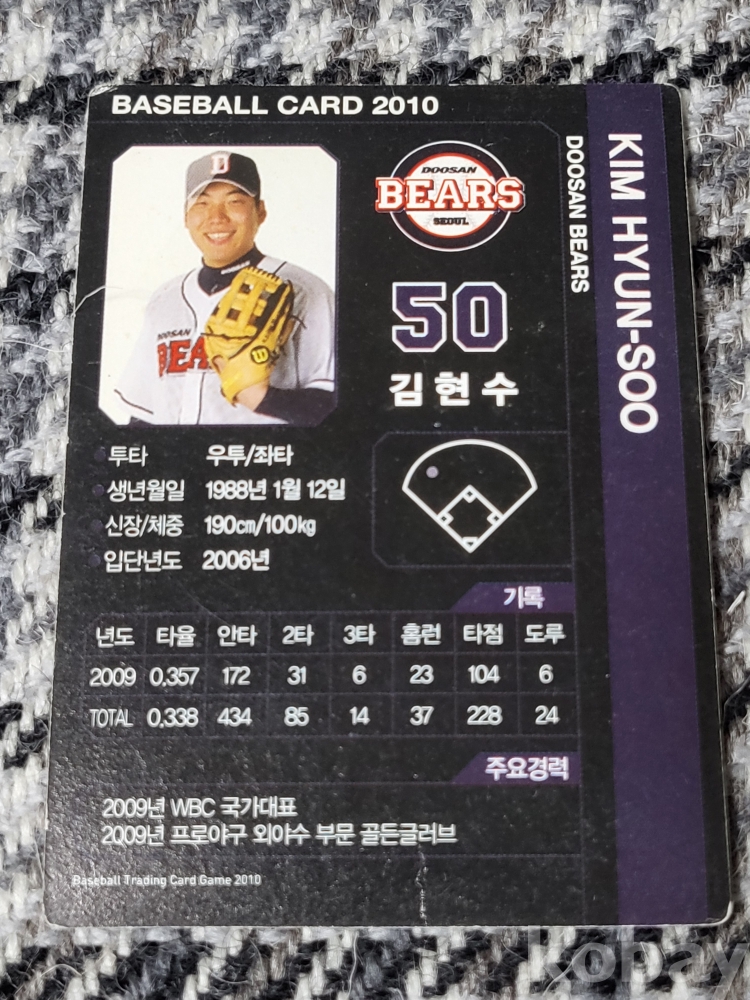 BASEBALL CARD 2010
KIM HYUN-SOO
DOOSAN BEARS
D
DOOSAN
BEARS
SEOUL
DOOSAN
BEA
50
김현수
투타 우투/좌타
생년월일 1988년 1월 12일
신장/체중 190cm/100kg
입단년도 2006년
기록
년도 타율 안타 2타 3타 홈런 타점 도루
2009 0.357 172 31 6 23 104 6
TOTAL 0.338 434 85 14 37 228 24
주요경력
2009년 WBC 국가대표
2009년 프로야구 외야수 부문 골든글러브
Baseball Trading Card Game 2010
kopay